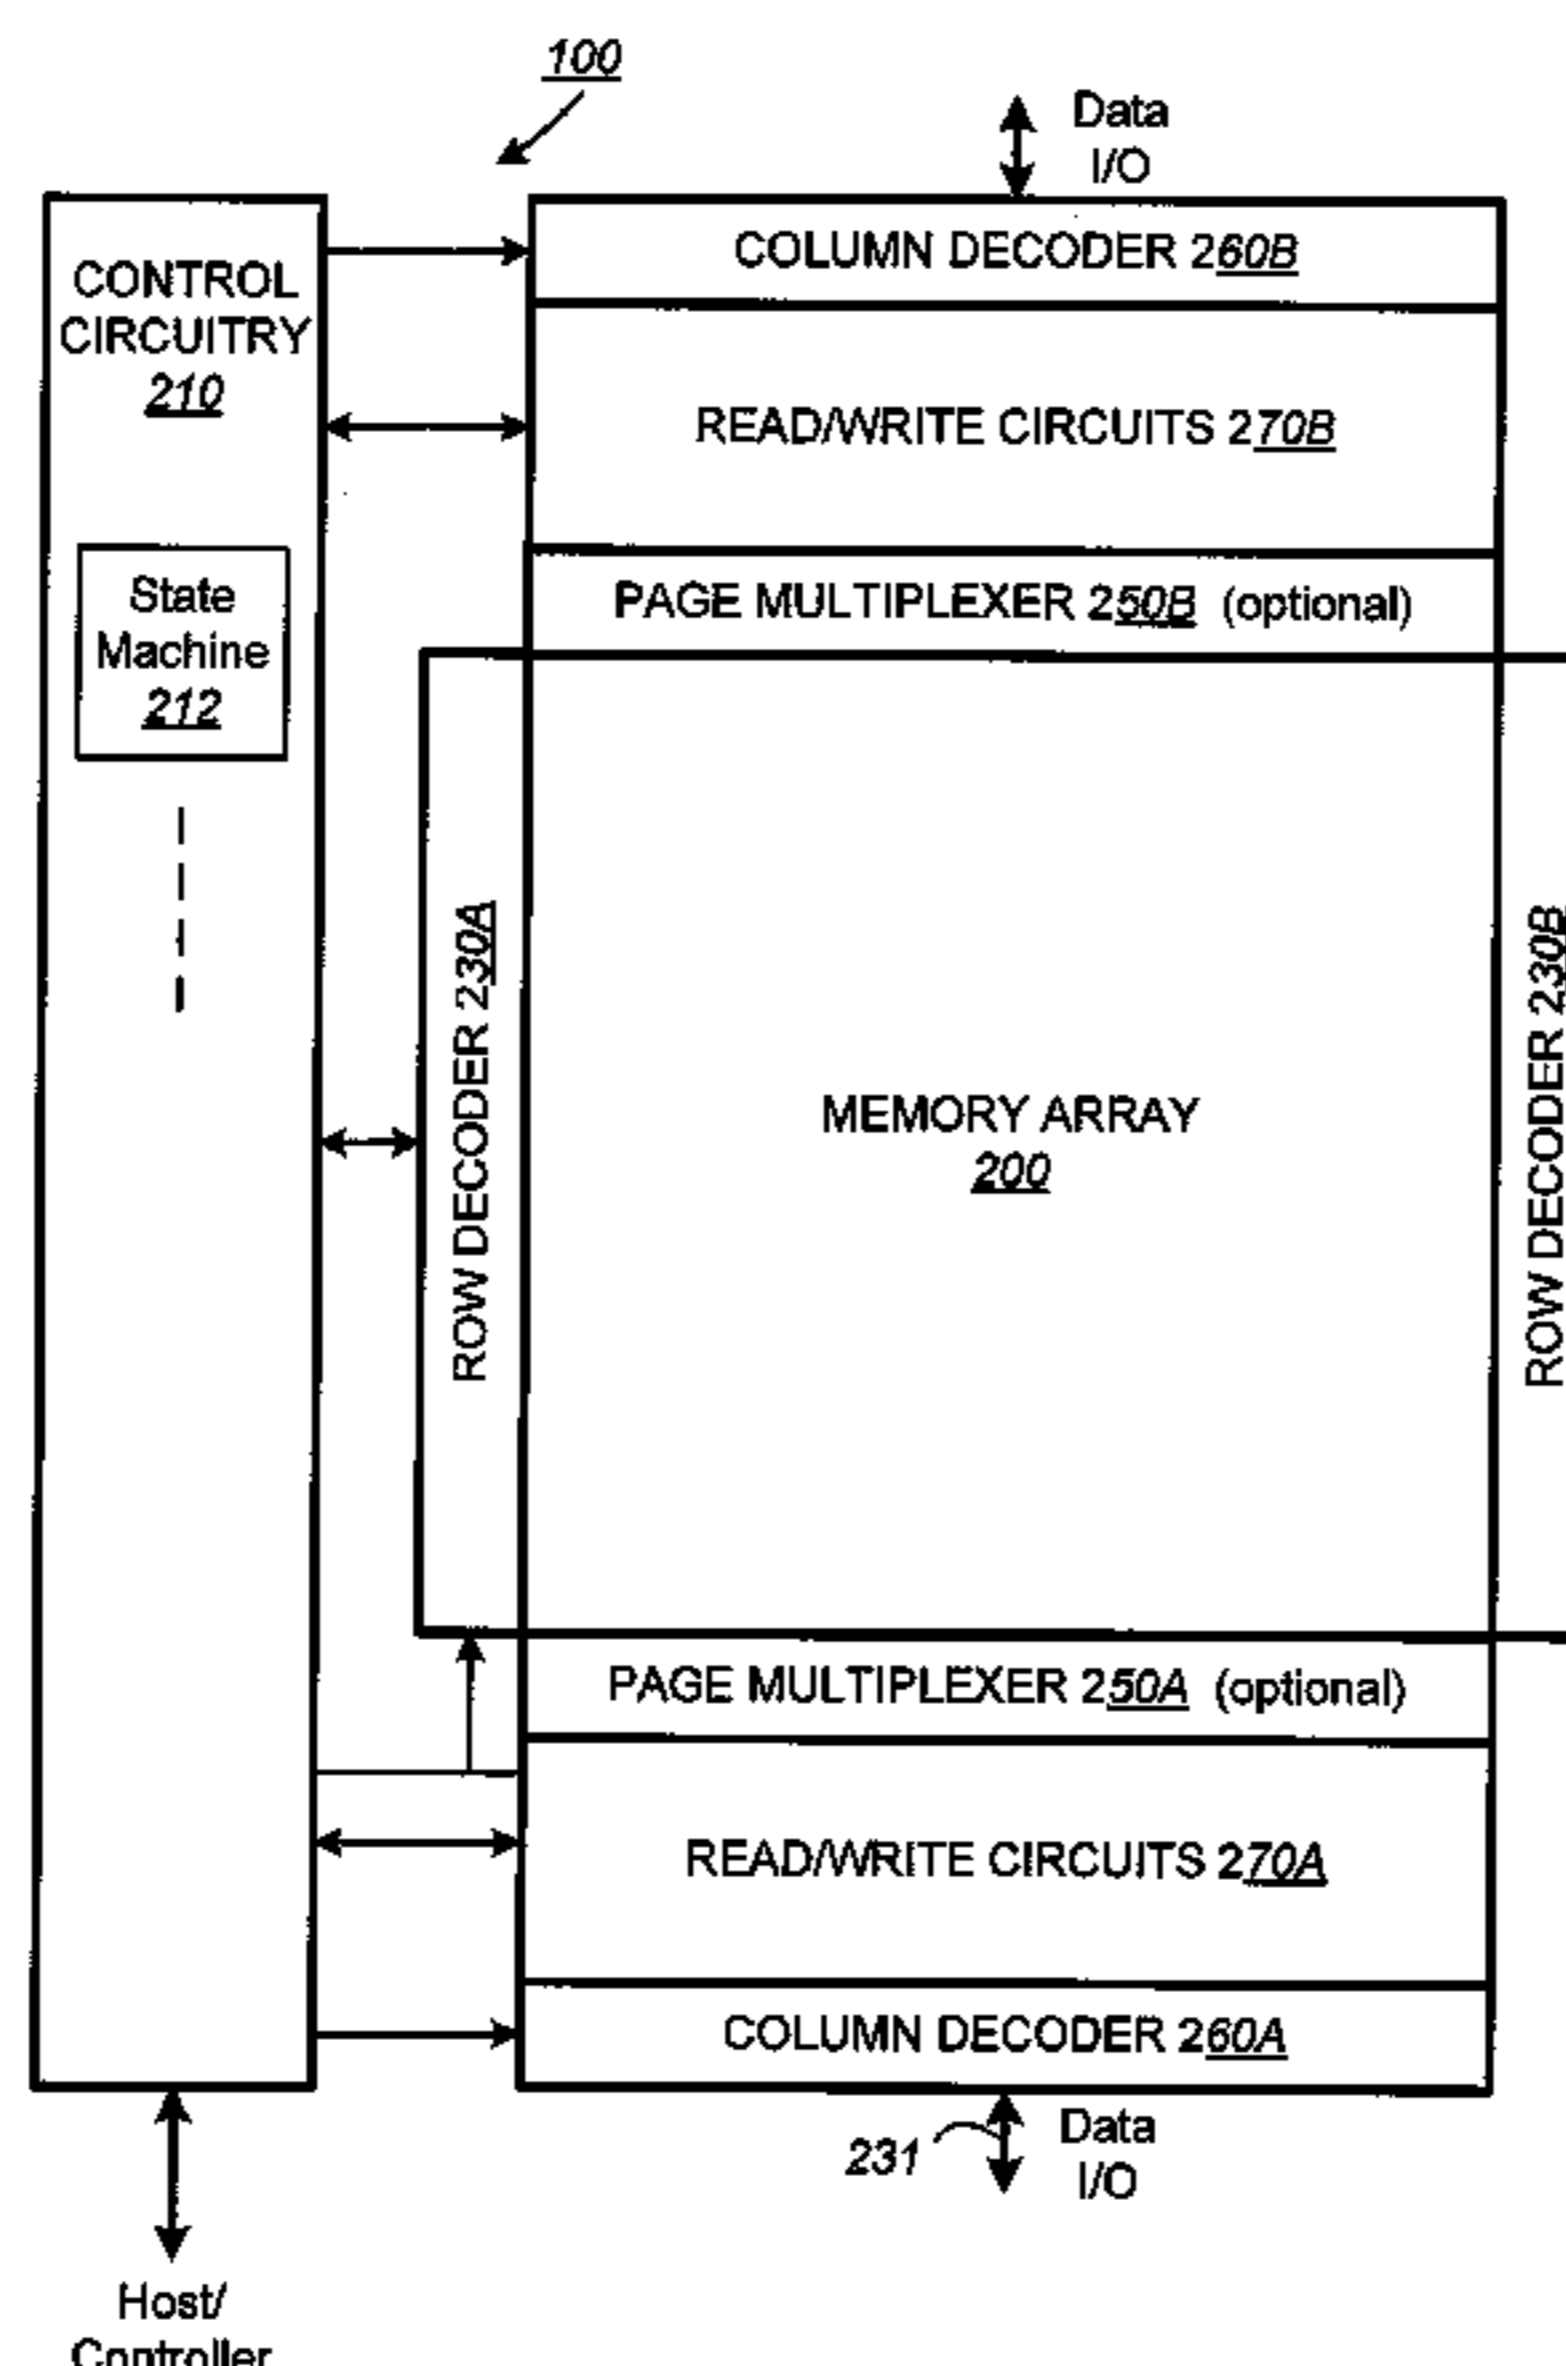 100
Data
I/O
CONTROL
CIRCUITRY
210
COLUMN DECODER 260B
READ/WRITE CIRCUITS 270B
State
Machine
212
PAGE MULTIPLEXER 250B (optional)
ROW DECODER 230A
MEMORY ARRAY
200
ROW DECODER 230B
PAGE MULTIPLEXER 250A (optional)
READ/WRITE CIRCUITS 270A
COLUMN DECODER 260A
231
Data
I/O
Host/
Controller